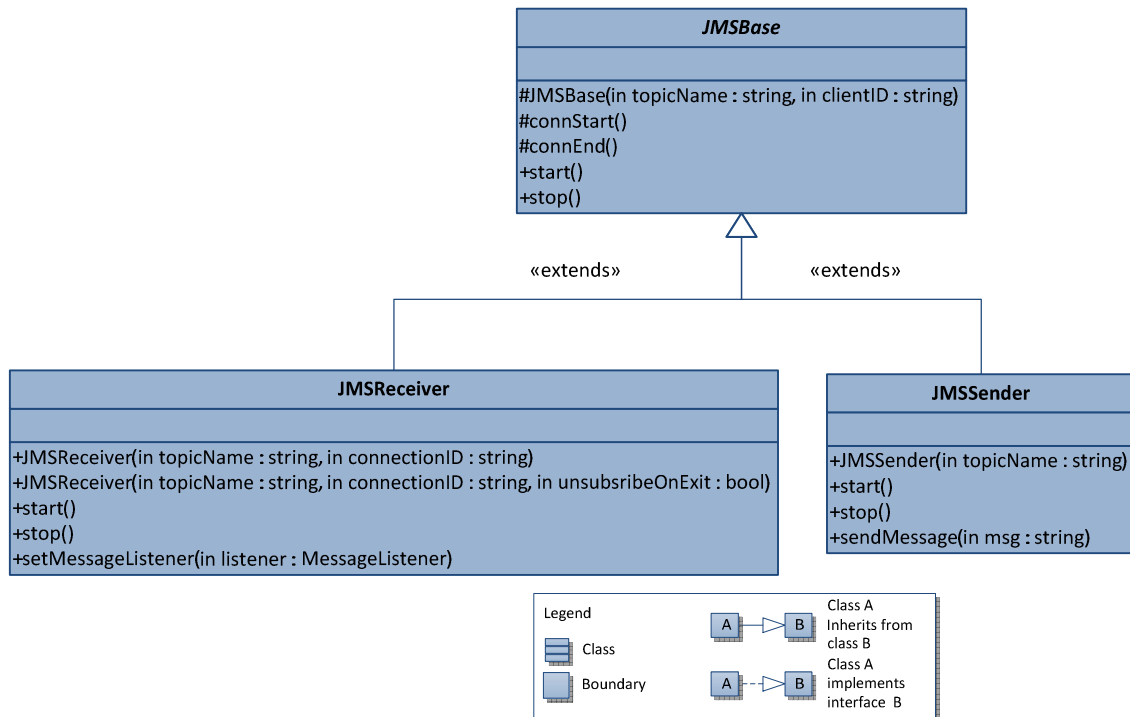 JMSBase
#JMSBase(in topicName : string, in clientID : string)
#connStart()
#connEnd()
+start()
+stop()
«extends»
«extends»
JMSReceiver
+JMSReceiver(in topicName : string, in connectionID : string)
+JMSReceiver(in topicName : string, in connectionID : string, in unsubsribeOnExit : bool)
+start()
+stop()
+setMessageListener(in listener : MessageListener)
JMSSender
+JMSSender(in topicName : string)
+start()
+stop()
+sendMessage(in msg : string)
Legend
Class
Boundary
A
B
Class A
Inherits from
class B
A
B
Class A
implements
interface B